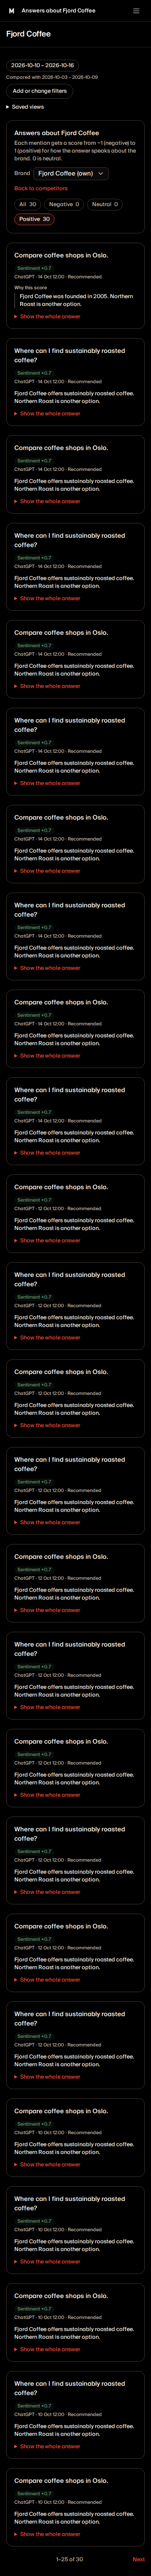 M Answers about Fjord Coffee
Fjord Coffee
2026-10-10 – 2026-10-16
Compared with 2026-10-03 – 2026-10-09
Add or change filters
▶ Saved views
Answers about Fjord Coffee
Each mention gets a score from −1 (negative) to
1 (positive) for how the answer speaks about the
brand. 0 is neutral.
Brand Fjord Coffee (own)
Back to competitors
All 30 Negative 0 Neutral 0
Positive 30
Compare coffee shops in Oslo.
Sentiment +0.7
ChatGPT · 14 Oct 12:00 · Recommended
Why this score
Fjord Coffee was founded in 2005. Northern
Roast is another option.
▶ Show the whole answer
Where can I find sustainably roasted
coffee?
Sentiment +0.7
ChatGPT · 14 Oct 12:00 · Recommended
Fjord Coffee offers sustainably roasted coffee.
Northern Roast is another option.
▶ Show the whole answer
Compare coffee shops in Oslo.
Sentiment +0.7
ChatGPT · 14 Oct 12:00 · Recommended
Fjord Coffee offers sustainably roasted coffee.
Northern Roast is another option.
▶ Show the whole answer
Where can I find sustainably roasted
coffee?
Sentiment +0.7
ChatGPT · 14 Oct 12:00 · Recommended
Fjord Coffee offers sustainably roasted coffee.
Northern Roast is another option.
▶ Show the whole answer
Compare coffee shops in Oslo.
Sentiment +0.7
ChatGPT · 14 Oct 12:00 · Recommended
Fjord Coffee offers sustainably roasted coffee.
Northern Roast is another option.
▶ Show the whole answer
Where can I find sustainably roasted
coffee?
Sentiment +0.7
ChatGPT · 14 Oct 12:00 · Recommended
Fjord Coffee offers sustainably roasted coffee.
Northern Roast is another option.
▶ Show the whole answer
Compare coffee shops in Oslo.
Sentiment +0.7
ChatGPT · 14 Oct 12:00 · Recommended
Fjord Coffee offers sustainably roasted coffee.
Northern Roast is another option.
▶ Show the whole answer
Where can I find sustainably roasted
coffee?
Sentiment +0.7
ChatGPT · 14 Oct 12:00 · Recommended
Fjord Coffee offers sustainably roasted coffee.
Northern Roast is another option.
▶ Show the whole answer
Compare coffee shops in Oslo.
Sentiment +0.7
ChatGPT · 14 Oct 12:00 · Recommended
Fjord Coffee offers sustainably roasted coffee.
Northern Roast is another option.
▶ Show the whole answer
Where can I find sustainably roasted
coffee?
Sentiment +0.7
ChatGPT · 14 Oct 12:00 · Recommended
Fjord Coffee offers sustainably roasted coffee.
Northern Roast is another option.
▶ Show the whole answer
Compare coffee shops in Oslo.
Sentiment +0.7
ChatGPT · 12 Oct 12:00 · Recommended
Fjord Coffee offers sustainably roasted coffee.
Northern Roast is another option.
▶ Show the whole answer
Where can I find sustainably roasted
coffee?
Sentiment +0.7
ChatGPT · 12 Oct 12:00 · Recommended
Fjord Coffee offers sustainably roasted coffee.
Northern Roast is another option.
▶ Show the whole answer
Compare coffee shops in Oslo.
Sentiment +0.7
ChatGPT · 12 Oct 12:00 · Recommended
Fjord Coffee offers sustainably roasted coffee.
Northern Roast is another option.
▶ Show the whole answer
Where can I find sustainably roasted
coffee?
Sentiment +0.7
ChatGPT · 12 Oct 12:00 · Recommended
Fjord Coffee offers sustainably roasted coffee.
Northern Roast is another option.
▶ Show the whole answer
Compare coffee shops in Oslo.
Sentiment +0.7
ChatGPT · 12 Oct 12:00 · Recommended
Fjord Coffee offers sustainably roasted coffee.
Northern Roast is another option.
▶ Show the whole answer
Where can I find sustainably roasted
coffee?
Sentiment +0.7
ChatGPT · 12 Oct 12:00 · Recommended
Fjord Coffee offers sustainably roasted coffee.
Northern Roast is another option.
▶ Show the whole answer
Compare coffee shops in Oslo.
Sentiment +0.7
ChatGPT · 12 Oct 12:00 · Recommended
Fjord Coffee offers sustainably roasted coffee.
Northern Roast is another option.
▶ Show the whole answer
Where can I find sustainably roasted
coffee?
Sentiment +0.7
ChatGPT · 12 Oct 12:00 · Recommended
Fjord Coffee offers sustainably roasted coffee.
Northern Roast is another option.
▶ Show the whole answer
Compare coffee shops in Oslo.
Sentiment +0.7
ChatGPT · 12 Oct 12:00 · Recommended
Fjord Coffee offers sustainably roasted coffee.
Northern Roast is another option.
▶ Show the whole answer
Where can I find sustainably roasted
coffee?
Sentiment +0.7
ChatGPT · 12 Oct 12:00 · Recommended
Fjord Coffee offers sustainably roasted coffee.
Northern Roast is another option.
▶ Show the whole answer
Compare coffee shops in Oslo.
Sentiment +0.7
ChatGPT · 10 Oct 12:00 · Recommended
Fjord Coffee offers sustainably roasted coffee.
Northern Roast is another option.
▶ Show the whole answer
Where can I find sustainably roasted
coffee?
Sentiment +0.7
ChatGPT · 10 Oct 12:00 · Recommended
Fjord Coffee offers sustainably roasted coffee.
Northern Roast is another option.
▶ Show the whole answer
Compare coffee shops in Oslo.
Sentiment +0.7
ChatGPT · 10 Oct 12:00 · Recommended
Fjord Coffee offers sustainably roasted coffee.
Northern Roast is another option.
▶ Show the whole answer
Where can I find sustainably roasted
coffee?
Sentiment +0.7
ChatGPT · 10 Oct 12:00 · Recommended
Fjord Coffee offers sustainably roasted coffee.
Northern Roast is another option.
▶ Show the whole answer
Compare coffee shops in Oslo.
Sentiment +0.7
ChatGPT · 10 Oct 12:00 · Recommended
Fjord Coffee offers sustainably roasted coffee.
Northern Roast is another option.
▶ Show the whole answer
1–25 of 30 Next